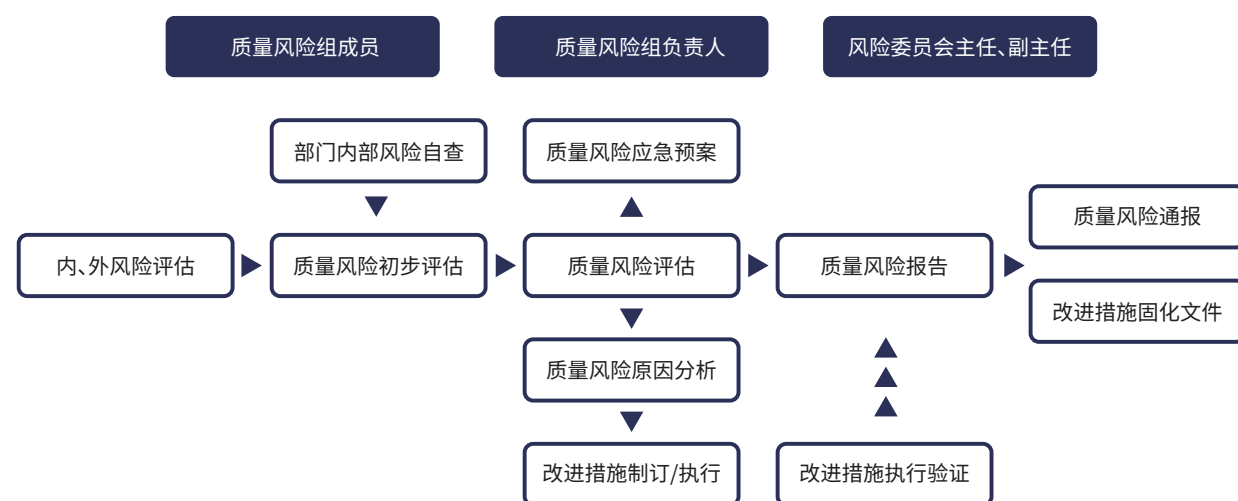 质量风险组成员
质量风险组负责人
风险委员会主任、副主任
部门内部风险自查
质量风险应急预案
质量风险通报
内、外风险评估
质量风险初步评估
质量风险评估
质量风险报告
改进措施固化文件
质量风险原因分析
改进措施制订/执行
改进措施执行验证